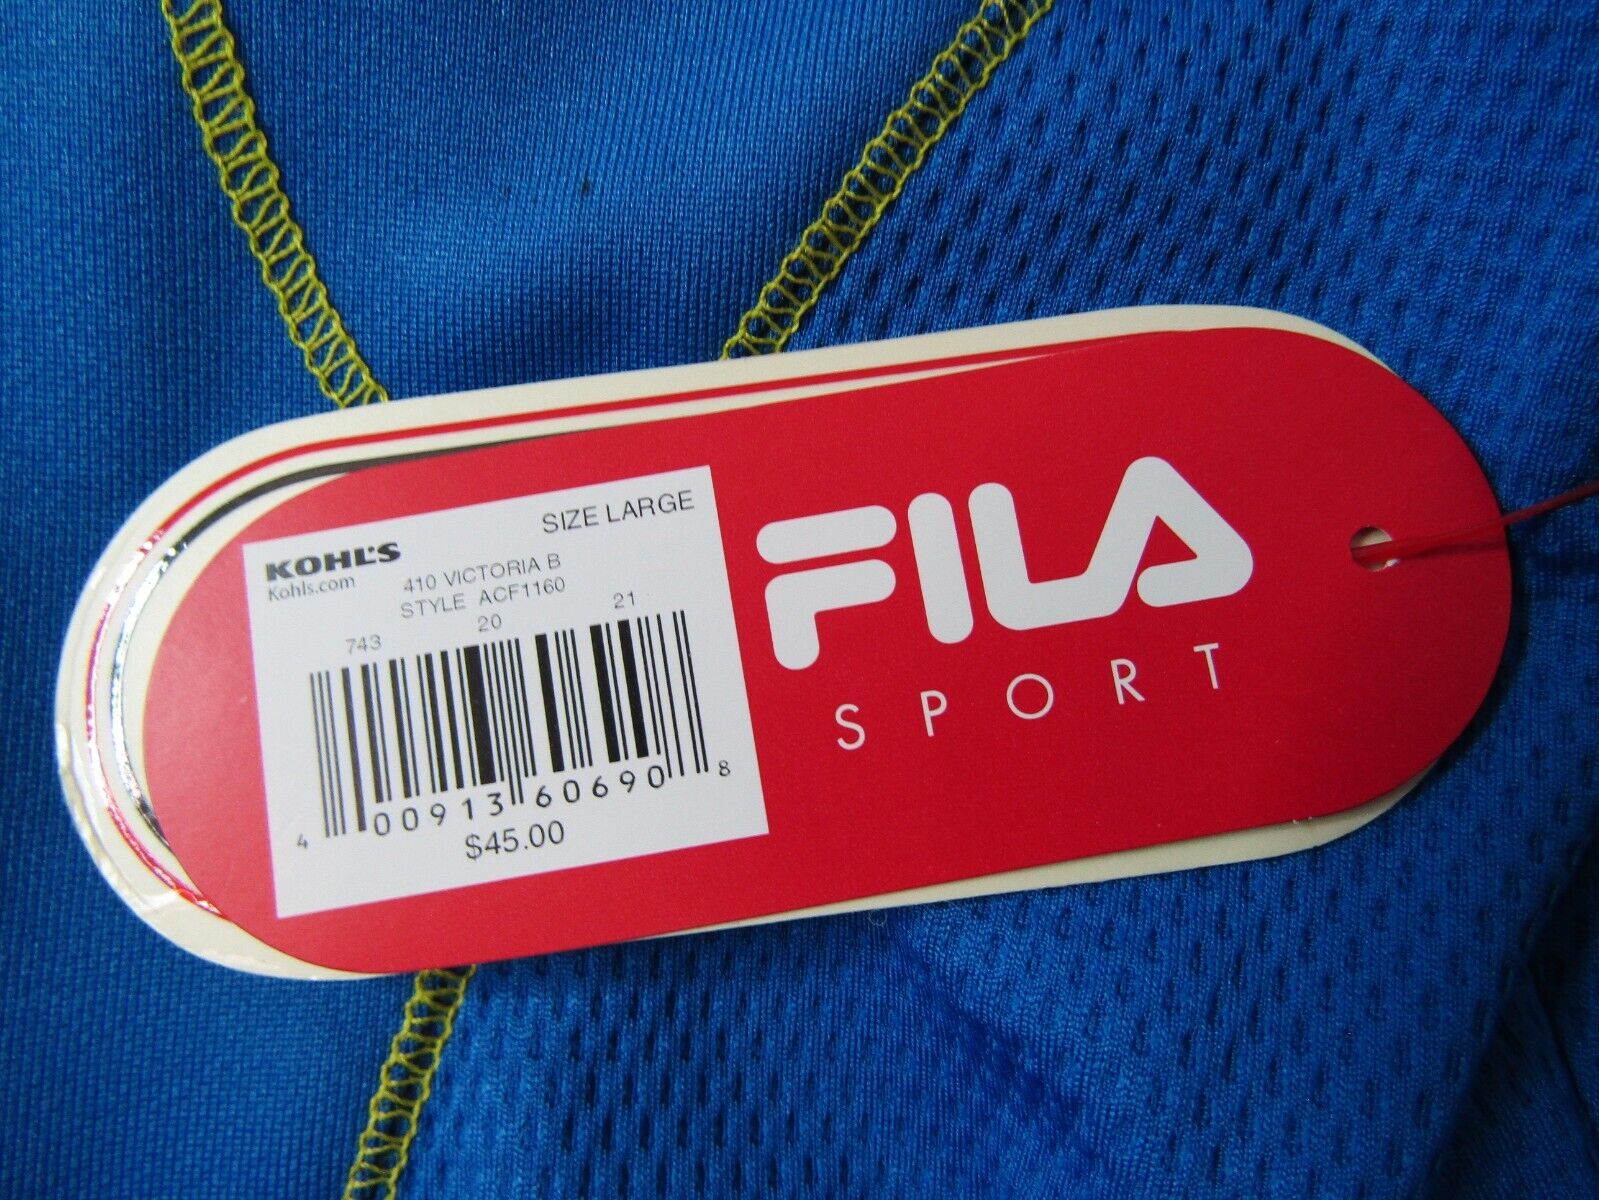 SIZE LARGE
KOHL'S
Kohls.com
410 VICTORIA B
STYLE ACF1160
743 20 21
4 00913 60690 8
$45.00
FILA
SPORT